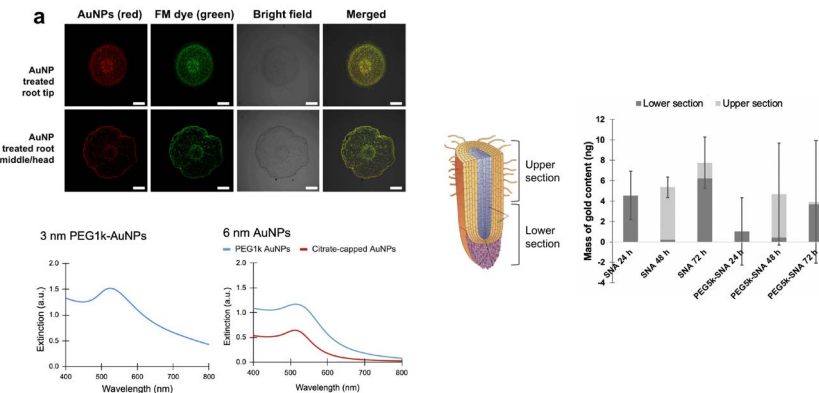 a
AuNPs (red) FM dye (green) Bright field Merged
AuNP
treated
root tip
AuNP
treated root
middle/head
3 nm PEG1k-AuNPs
Extinction (a.u.)
2.0
1.5
1.0
0.5
0.0
400 500 600 700 800
Wavelength (nm)
6 nm AuNPs
PEG1k AuNPs Citrate-capped AuNPs
Extinction (a.u.)
2.0
1.5
1.0
0.5
0.0
400 500 600 700 800
Wavelength (nm)
Upper
section
Lower
section
Lower section Upper section
Mass of gold content (ng)
12
10
8
6
4
2
0
-2
-4
SNA 24 h
SNA 48 h
SNA 72 h
PEG5k-SNA 24 h
PEG5k-SNA 48 h
PEG5k-SNA 72 h